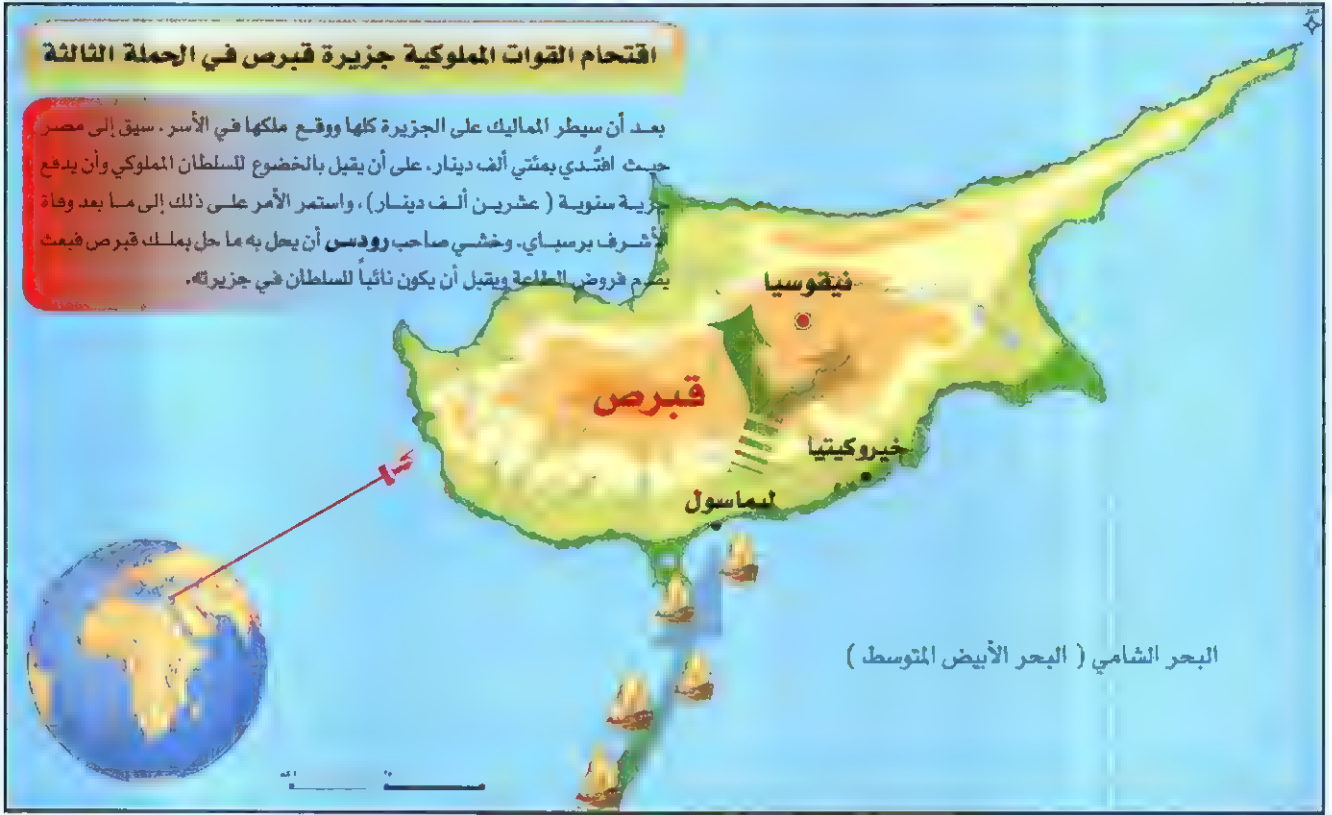 اقتحام القوات المملوكية جزيرة قبرص في الحملة الثالثة
بعد أن سيطر المماليك على الجزيرة كلها ووقع ملكها في الأسر، سيق إلى مصر
حيث افتُدي بمئتي ألف دينار، على أن يقبل بالخضوع للسلطان المملوكي وأن يدفع
جزية سنوية (عشرين ألف دينار)، واستمر الأمر على ذلك إلى ما بعد وفاة
الأشرف برسباي. وخشي صاحب رودس أن يحل به ما حل بملك قبرص فبعث
يقدم فروض الطاعة ويقبل أن يكون نائباً للسلطان في جزيرته.
نيقوسيا
قبرص
خيروكيتيا
ليماسول
البحر الشامي (البحر الأبيض المتوسط)